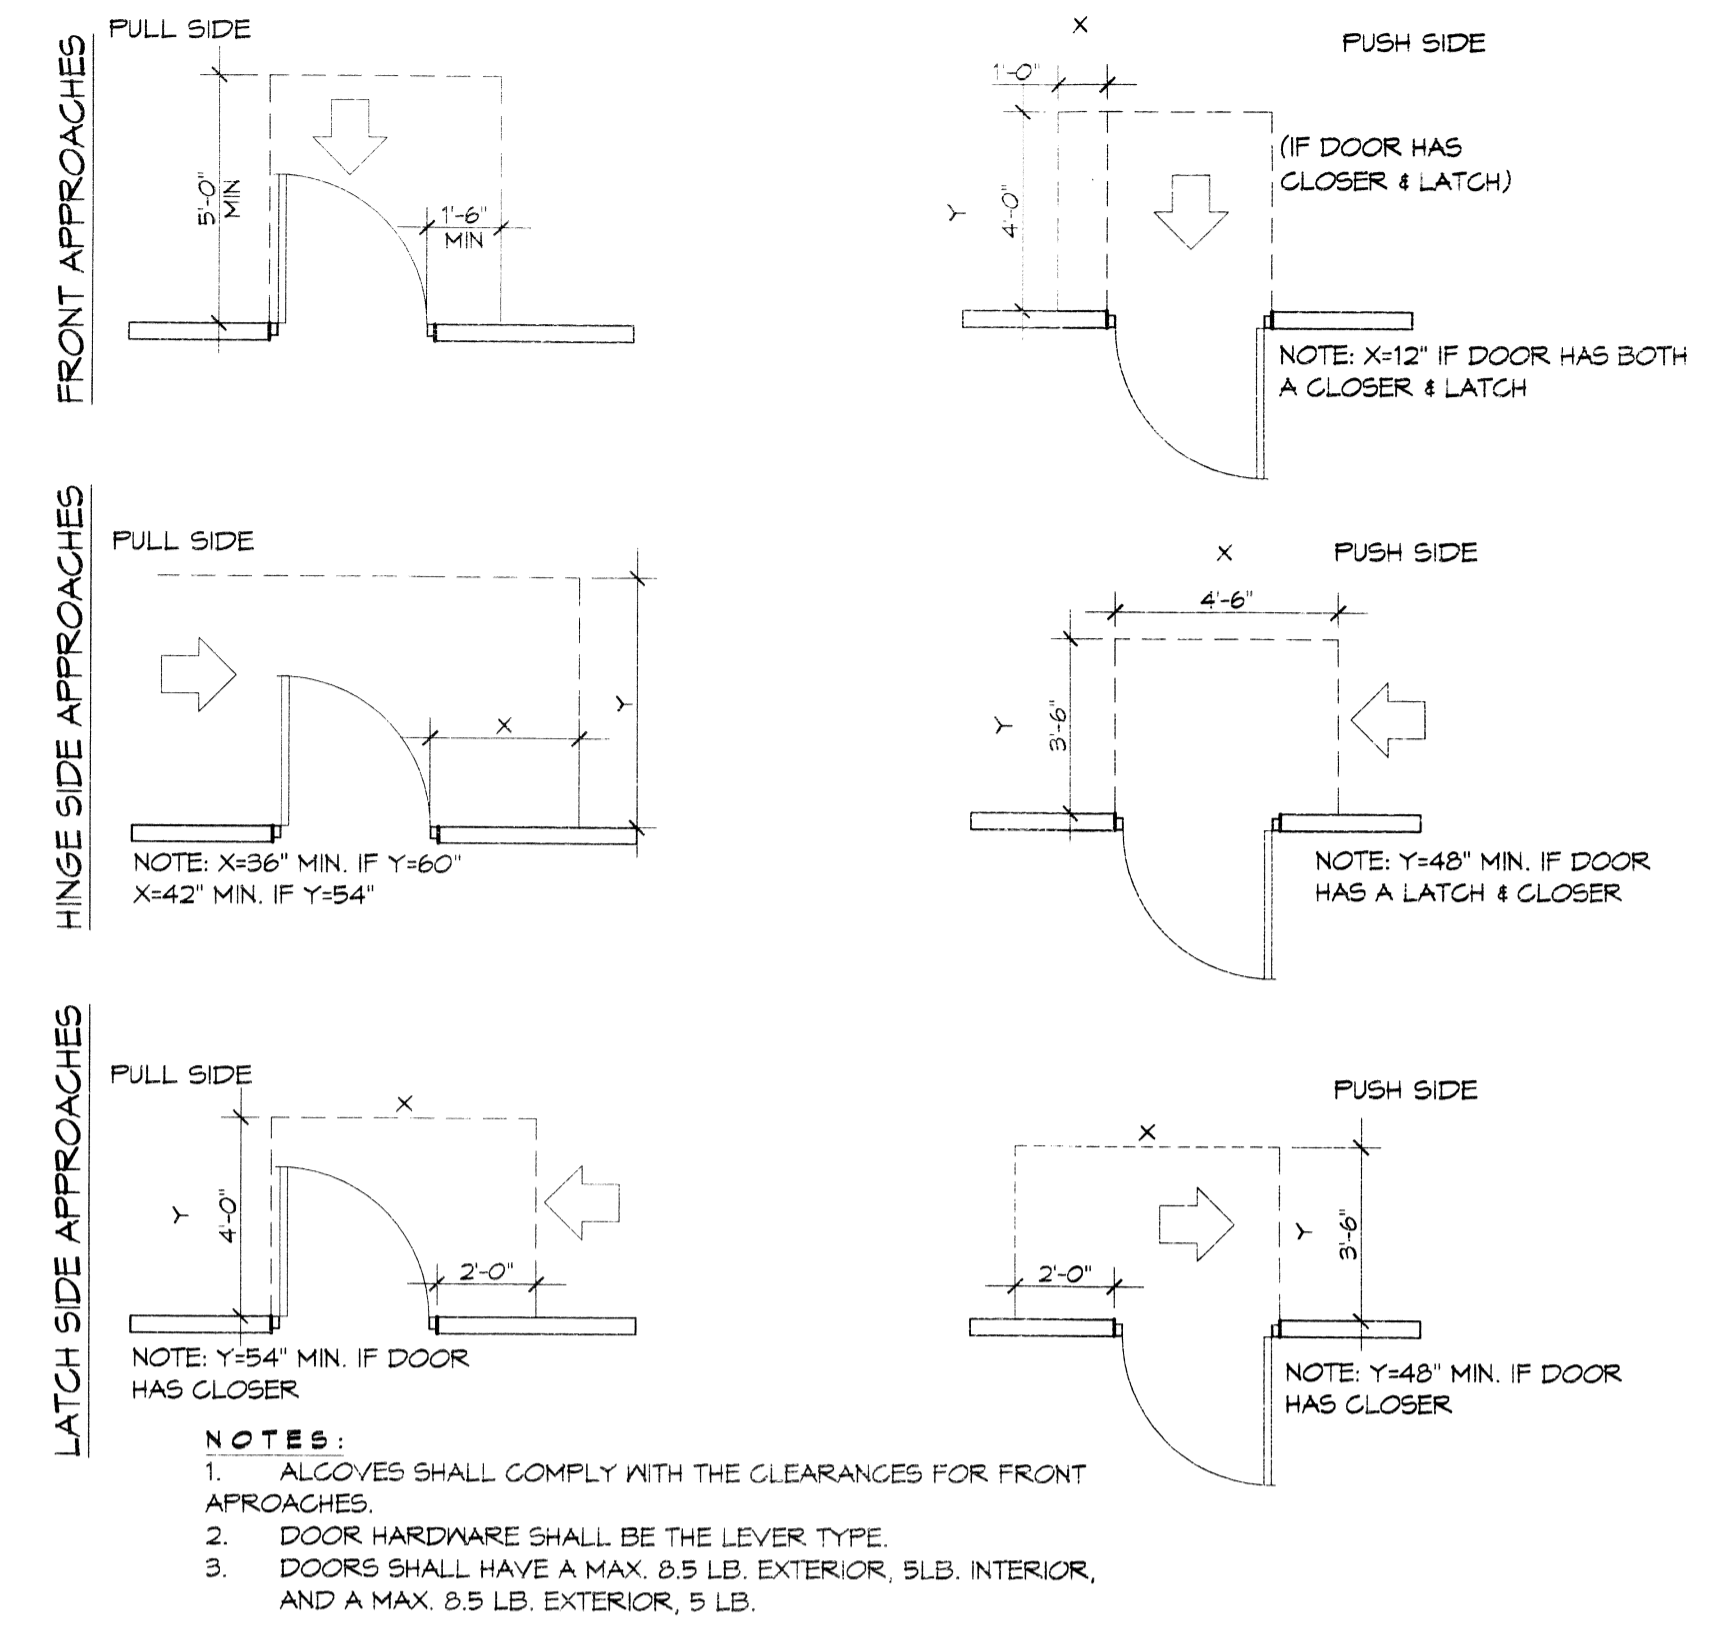 FRONT APPROACHES
PULL SIDE
5'-0"
MIN
1'-6"
MIN
X
PUSH SIDE
1'-0"
(IF DOOR HAS
CLOSER & LATCH)
Y
4'-0"
NOTE: X=12" IF DOOR HAS BOTH
A CLOSER & LATCH
HINGE SIDE APPROACHES
PULL SIDE
X
Y
NOTE: X=36" MIN. IF Y=60"
X=42" MIN. IF Y=54"
X
PUSH SIDE
4'-6"
Y
3'-6"
NOTE: Y=48" MIN. IF DOOR
HAS A LATCH & CLOSER
LATCH SIDE APPROACHES
PULL SIDE
X
Y
4'-0"
2'-0"
NOTE: Y=54" MIN. IF DOOR
HAS CLOSER
PUSH SIDE
X
2'-0"
Y
3'-6"
NOTE: Y=48" MIN. IF DOOR
HAS CLOSER
NOTES:
1. ALCOVES SHALL COMPLY WITH THE CLEARANCES FOR FRONT
APROACHES.
2. DOOR HARDWARE SHALL BE THE LEVER TYPE.
3. DOORS SHALL HAVE A MAX. 8.5 LB. EXTERIOR, 5LB. INTERIOR,
AND A MAX. 8.5 LB. EXTERIOR, 5 LB.